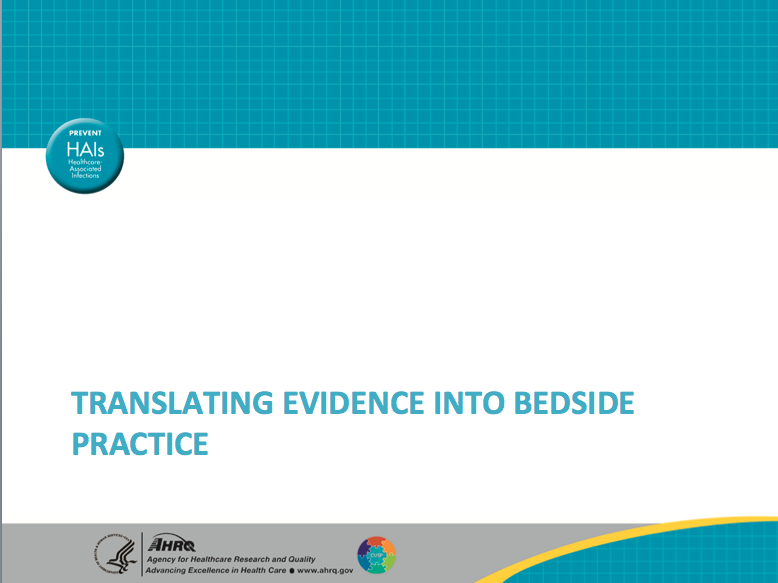 PREVENT
HAIs
Healthcare-
Associated
Infections
TRANSLATING EVIDENCE INTO BEDSIDE
PRACTICE
AHRQ
Agency for Healthcare Research and Quality
Advancing Excellence in Health Care ● www.ahrq.gov
CUSP